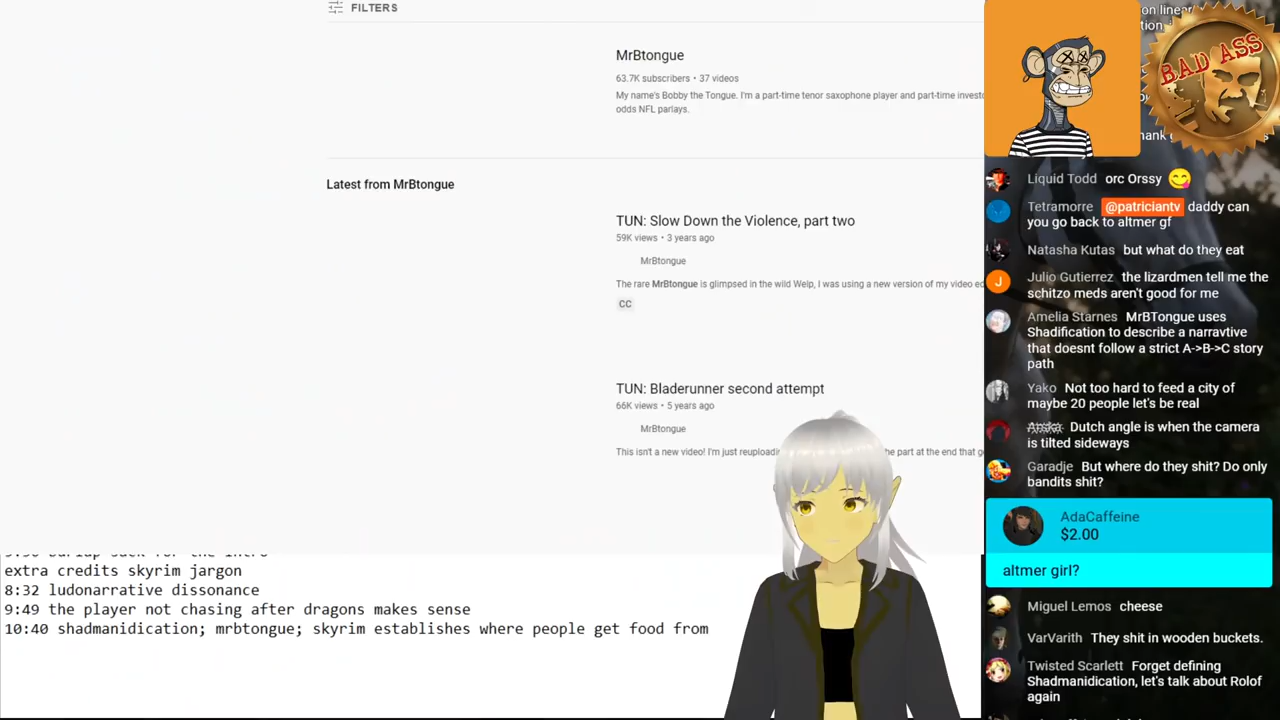 FILTERS
MrBtongue
63.7K subscribers • 37 videos
My name's Bobby the Tongue. I'm a part-time tenor saxophone player and part-time invest
odds NFL parlays.
Latest from MrBtongue
TUN: Slow Down the Violence, part two
59K views • 3 years ago
MrBtongue
The rare MrBtongue is glimpsed in the wild Welp, I was using a new version of my video ed
CC
TUN: Bladerunner second attempt
66K views • 5 years ago
MrBtongue
This isn't a new video! I'm just reuploadin he part at the end that g
extra credits skyrim jargon
8:32 ludonarrative dissonance
9:49 the player not chasing after dragons makes sense
10:40 shadmanidication; mrbtongue; skyrim establishes where people get food from
BAD ASS
on linear
Liquid Todd orc Orssy 😋
Tetramorre @patriciantv daddy can
you go back to altmer gf
Natasha Kutas but what do they eat
Julio Gutierrez the lizardmen tell me the
schitzo meds aren't good for me
Amelia Starnes MrBTongue uses
Shadification to describe a narravtive
that doesnt follow a strict A->B->C story
path
Yako Not too hard to feed a city of
maybe 20 people let's be real
Dutch angle is when the camera
is tilted sideways
Garadje But where do they shit? Do only
bandits shit?
AdaCaffeine
$2.00
altmer girl?
Miguel Lemos cheese
VarVarith They shit in wooden buckets.
Twisted Scarlett Forget defining
Shadmanidication, let's talk about Rolof
again